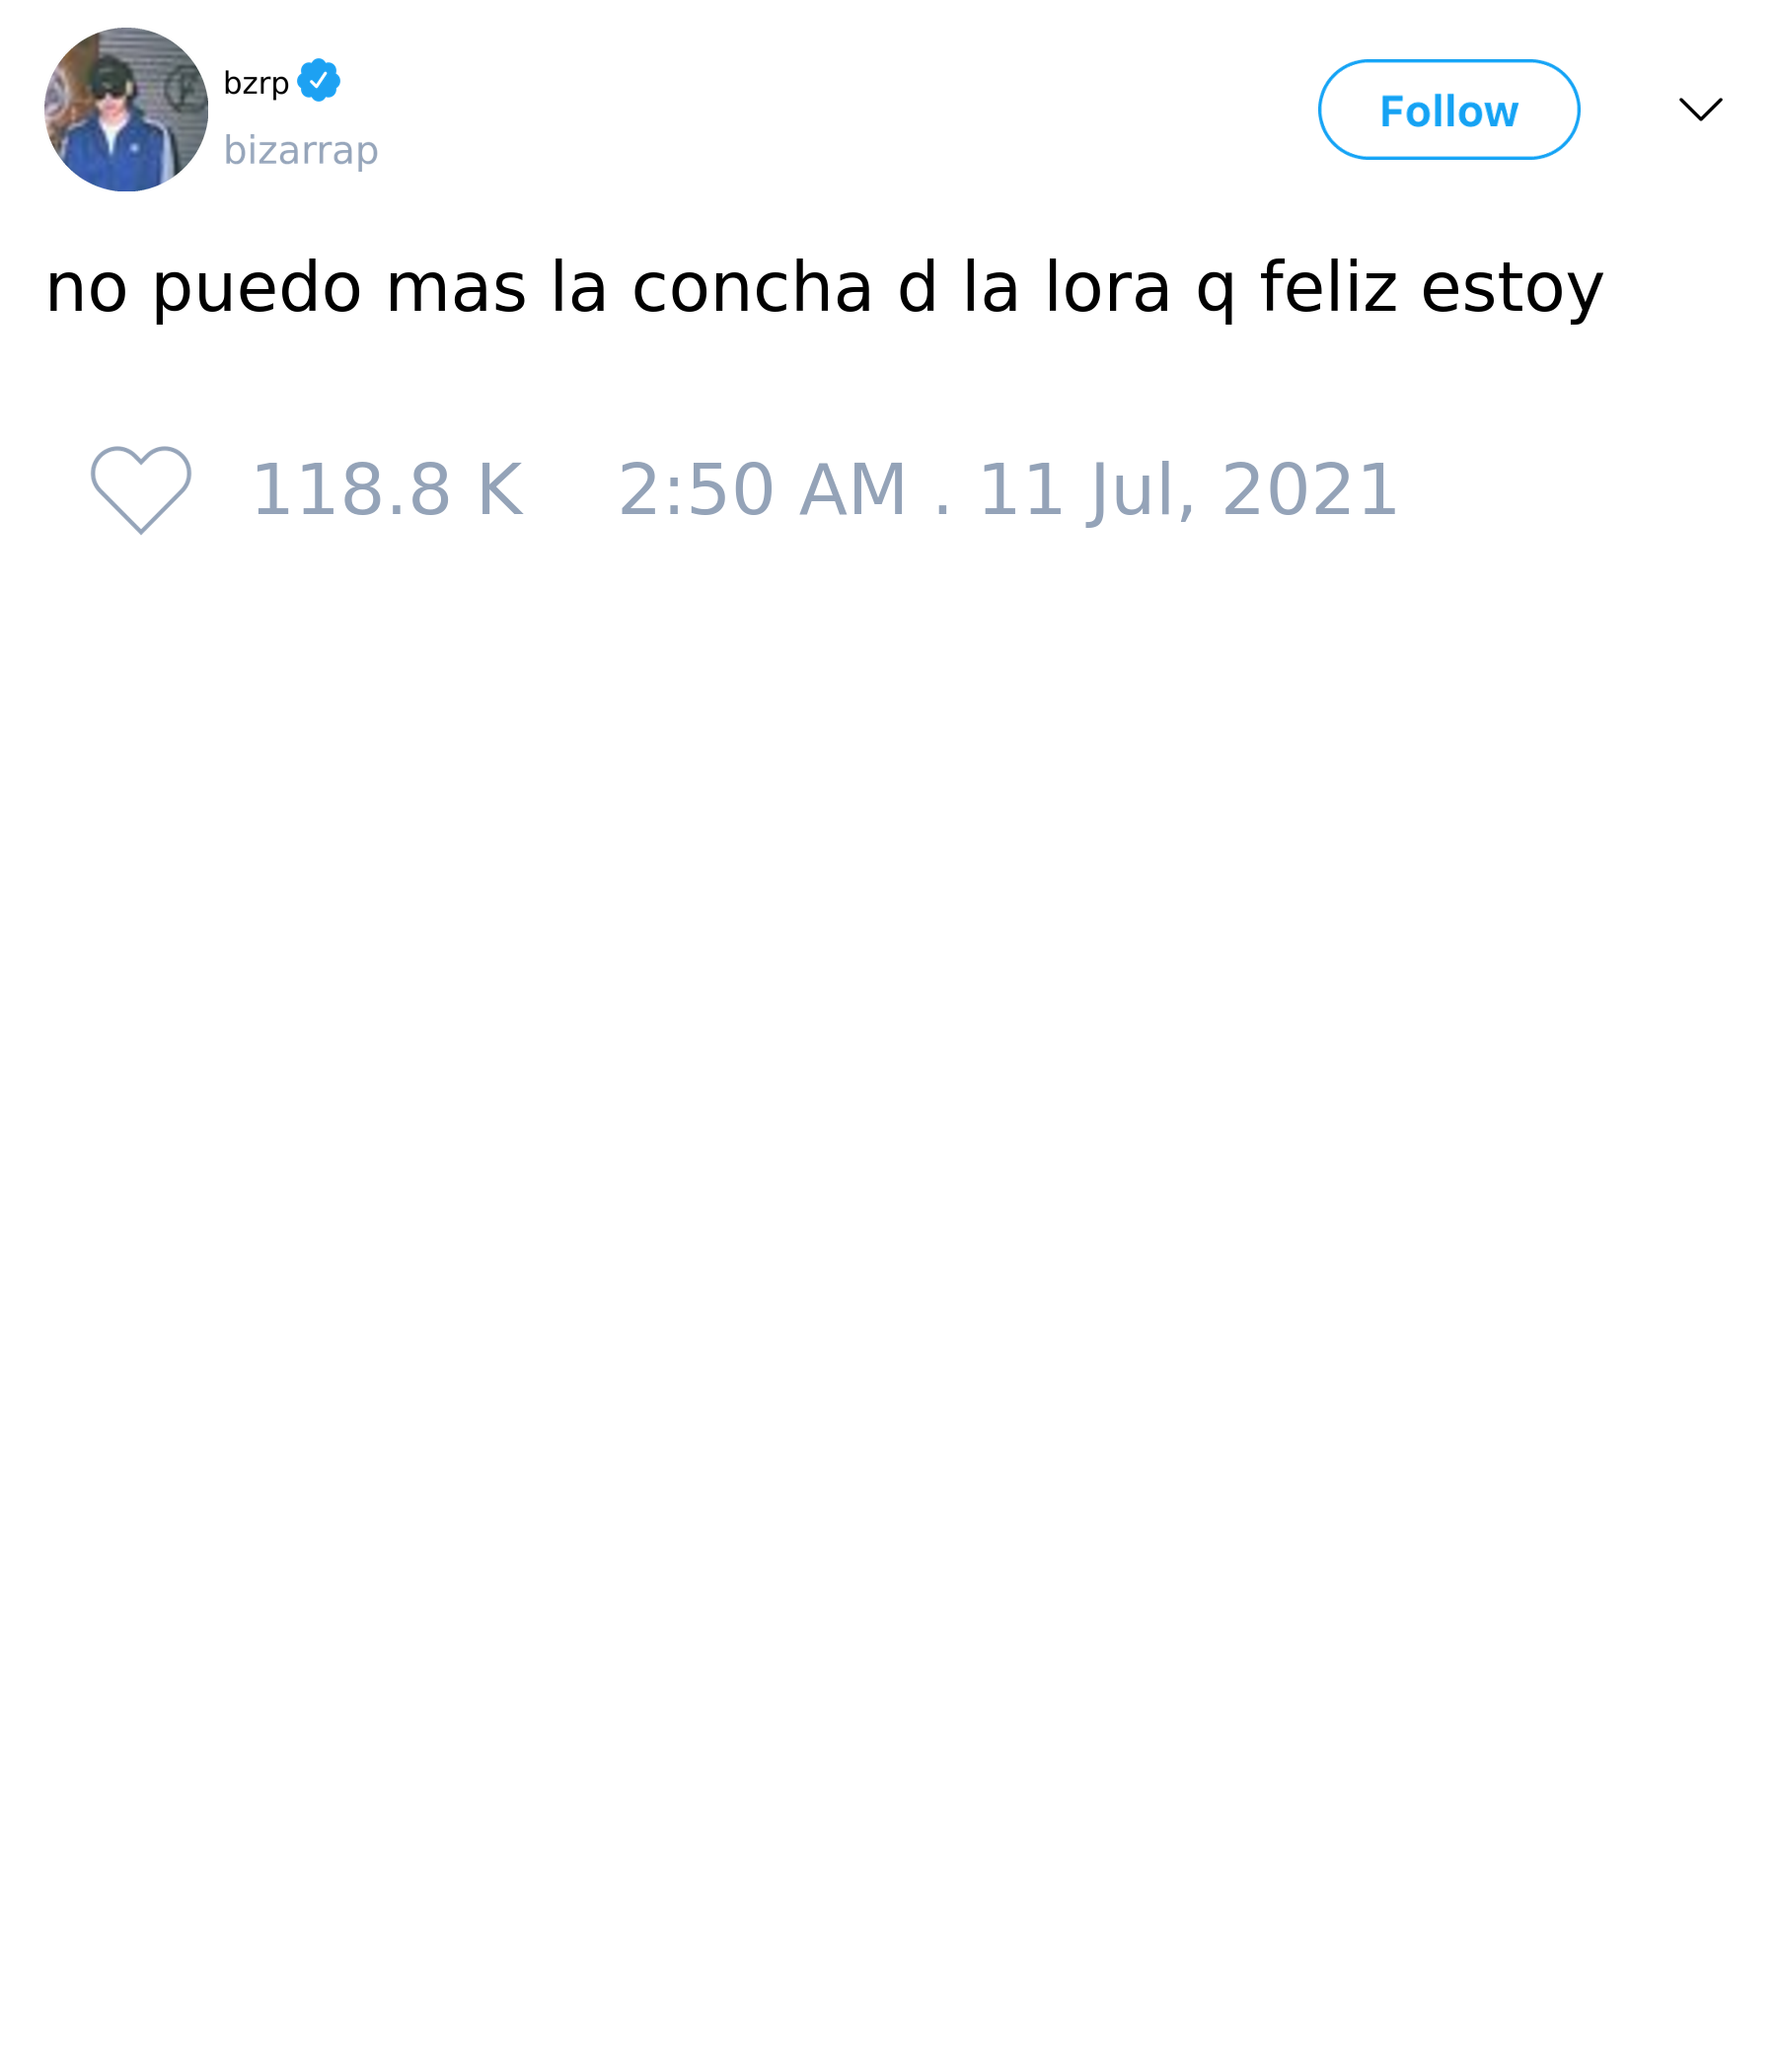 bzrp
bizarrap
Follow
no puedo mas la concha d la lora q feliz estoy
118.8 K 2:50 AM . 11 Jul, 2021